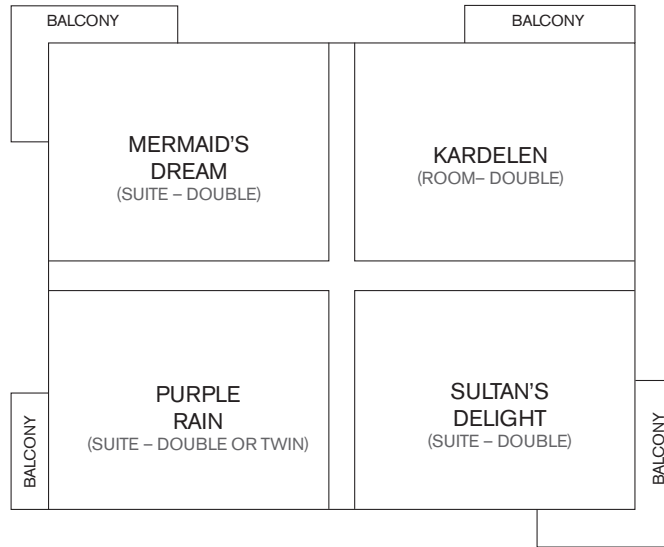 BALCONY
BALCONY
MERMAID'S
DREAM
(SUITE – DOUBLE)
KARDELEN
(ROOM– DOUBLE)
PURPLE
RAIN
(SUITE – DOUBLE OR TWIN)
BALCONY
SULTAN'S
DELIGHT
(SUITE – DOUBLE)
BALCONY